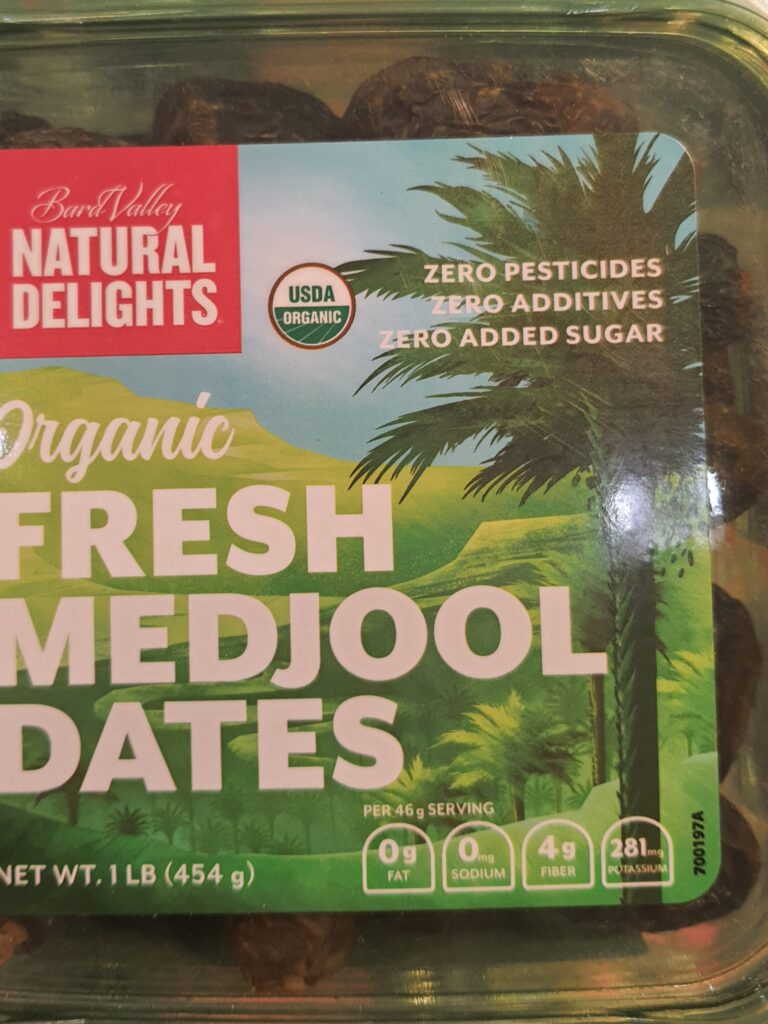 Bard Valley
NATURAL
DELIGHTS
USDA
ORGANIC
ZERO PESTICIDES
ZERO ADDITIVES
ZERO ADDED SUGAR
Organic
FRESH
MEDJOOL
DATES
PER 46g SERVING
0g
FAT
0mg
SODIUM
4g
FIBER
281mg
POTASSIUM
NET WT. 1 LB (454 g)
700197A